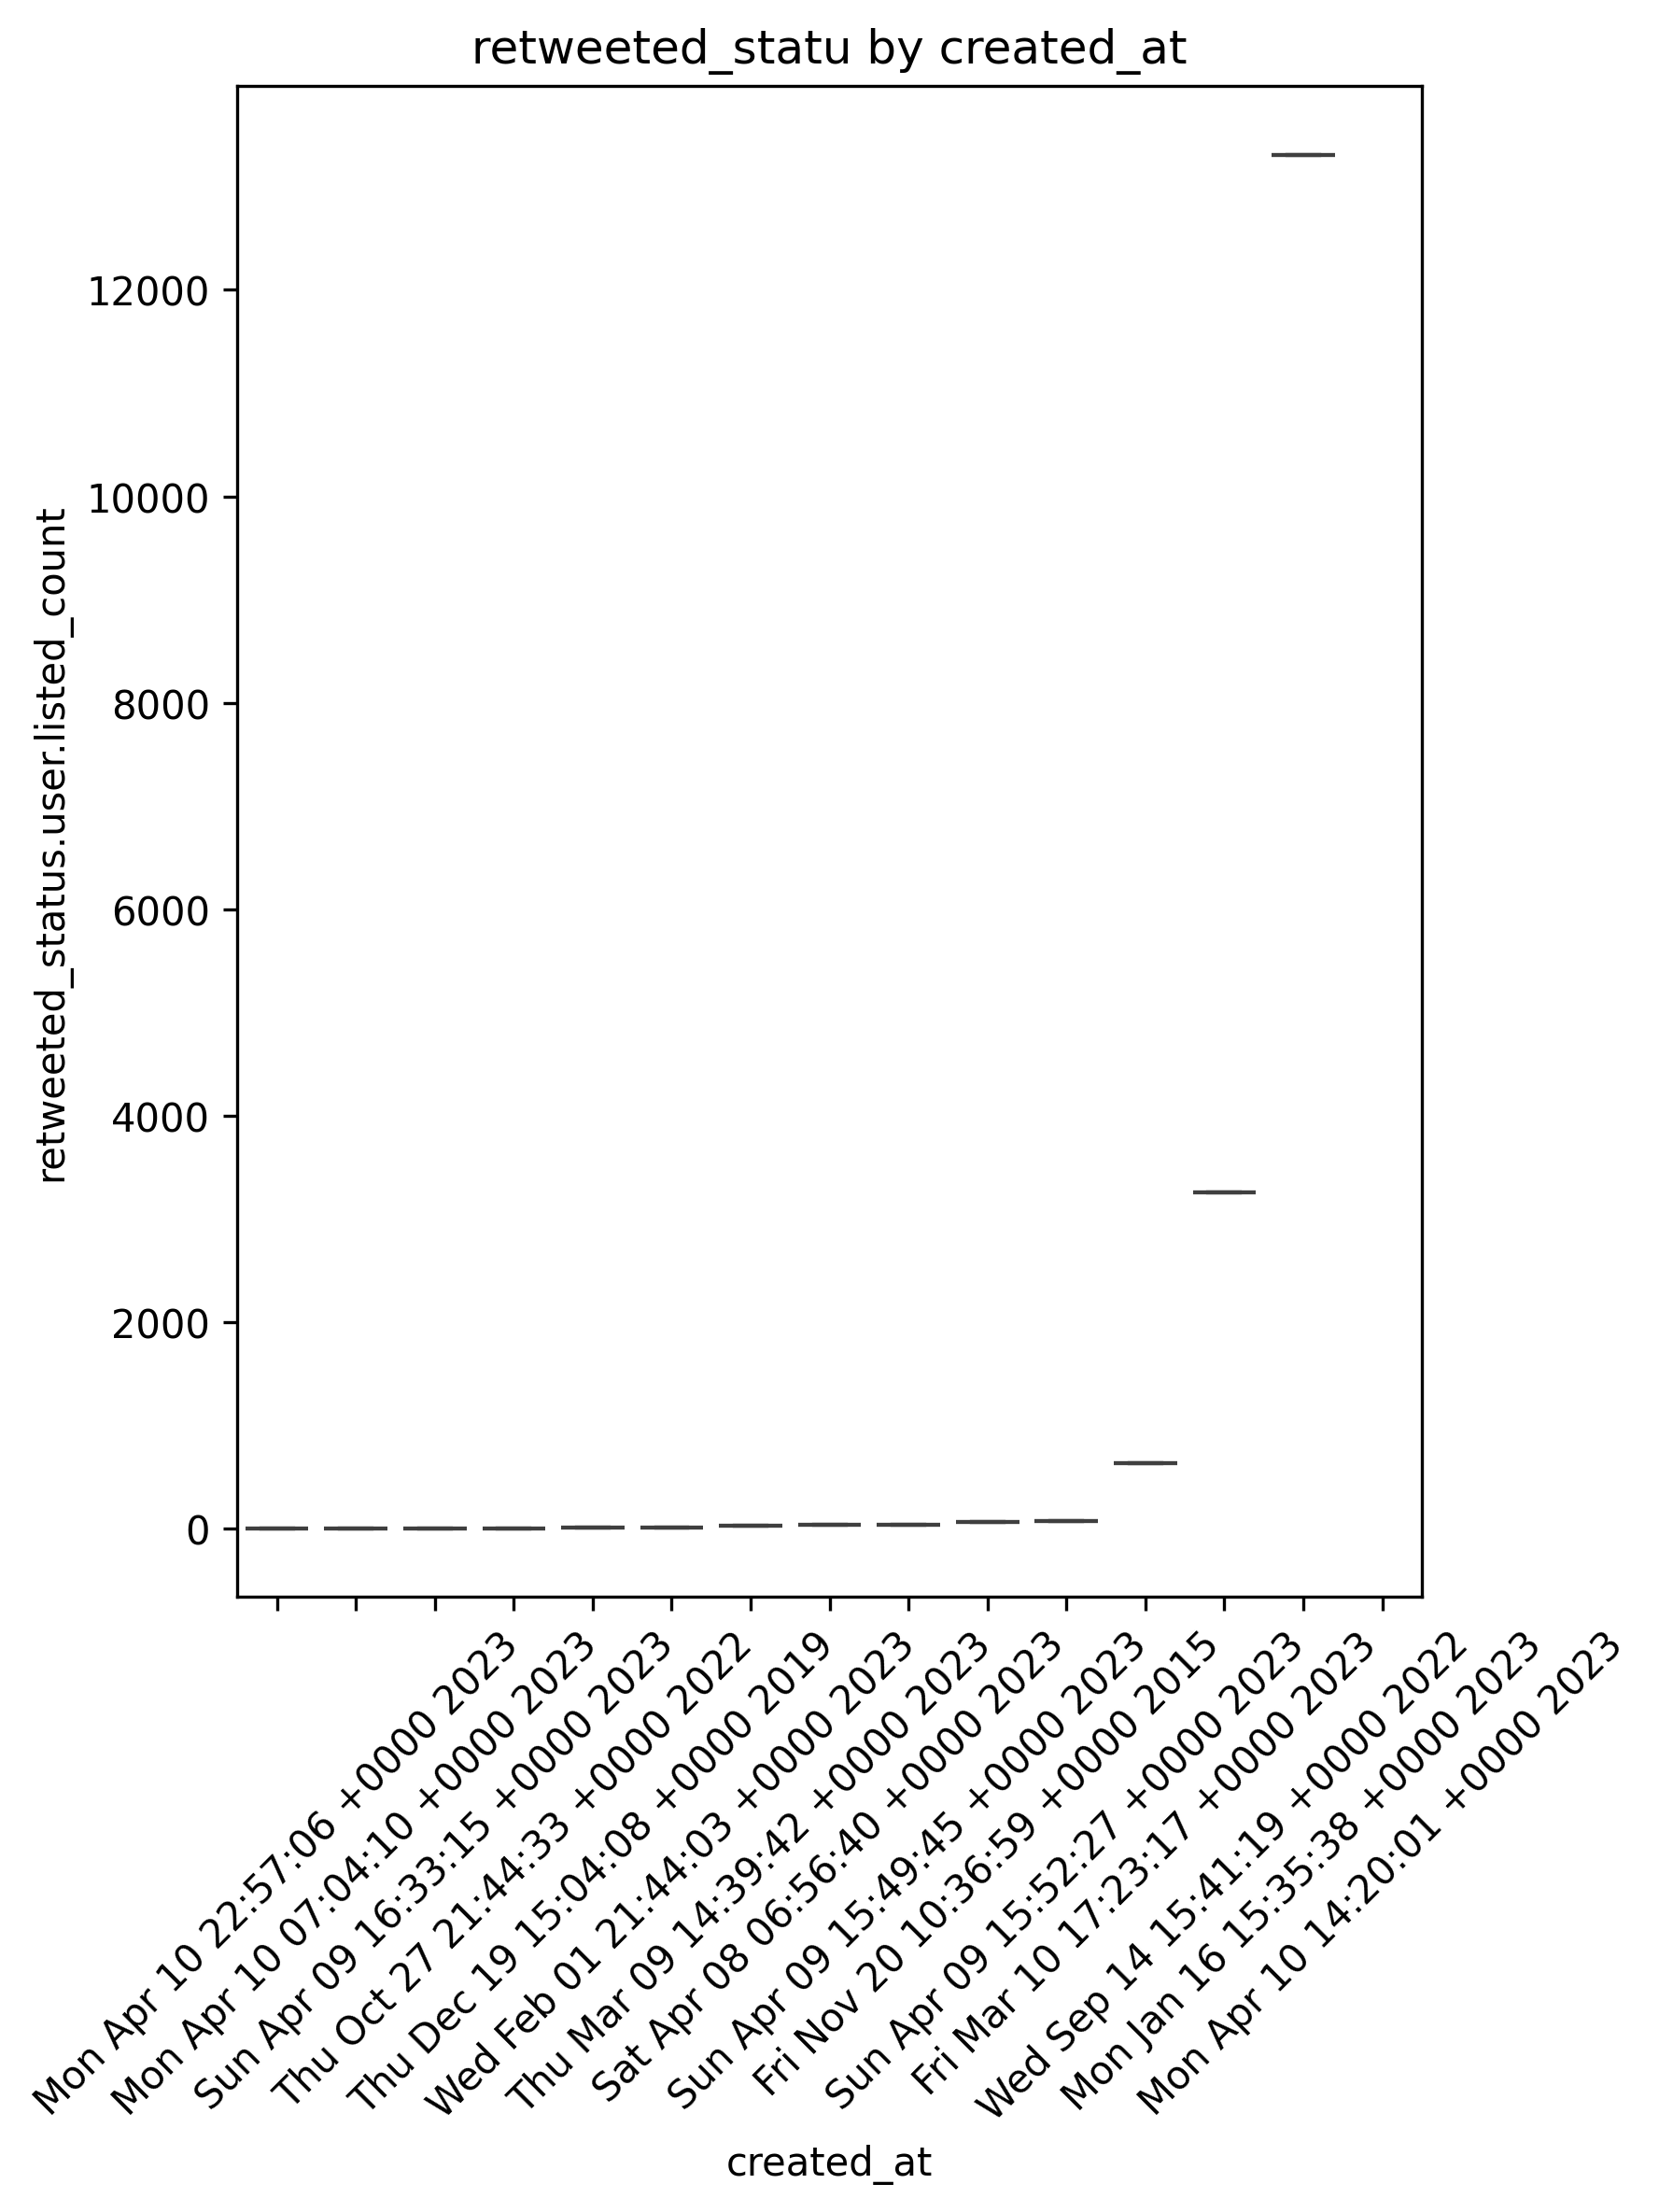 retweeted_statu by created_at
retweeted_status.user.listed_count
12000
10000
8000
6000
4000
2000
0
Mon Apr 10 22:57:06 +0000 2023
Mon Apr 10 07:04:10 +0000 2023
Sun Apr 09 16:33:15 +0000 2023
Thu Oct 27 21:44:33 +0000 2022
Thu Dec 19 15:04:08 +0000 2019
Wed Feb 01 21:44:03 +0000 2023
Thu Mar 09 14:39:42 +0000 2023
Sat Apr 08 06:56:40 +0000 2023
Sun Apr 09 15:49:45 +0000 2023
Fri Nov 20 10:36:59 +0000 2015
Sun Apr 09 15:52:27 +0000 2023
Fri Mar 10 17:23:17 +0000 2023
Wed Sep 14 15:41:19 +0000 2022
Mon Jan 16 15:35:38 +0000 2023
Mon Apr 10 14:20:01 +0000 2023
created_at